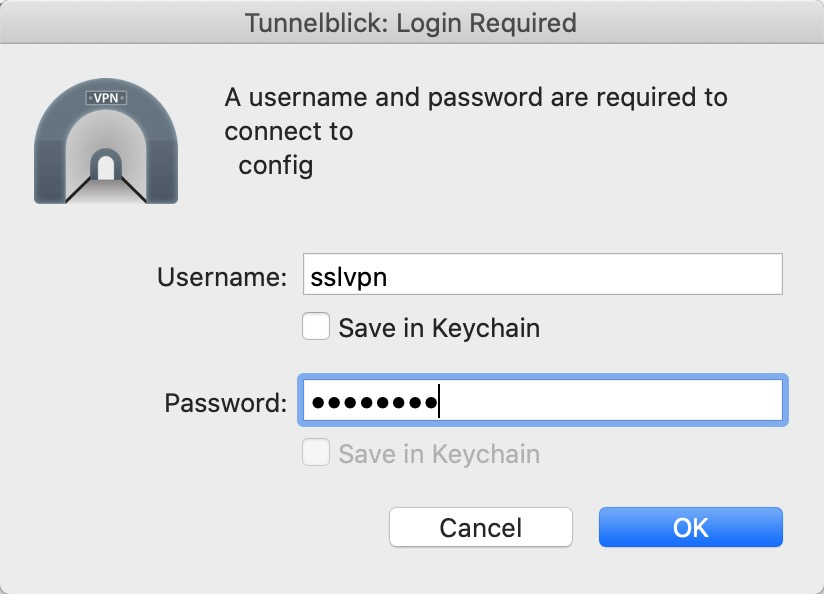 Tunnelblick: Login Required
•VPN•
A username and password are required to
connect to
config
Username: sslvpn
Save in Keychain
Password: ••••••••
Save in Keychain
Cancel OK